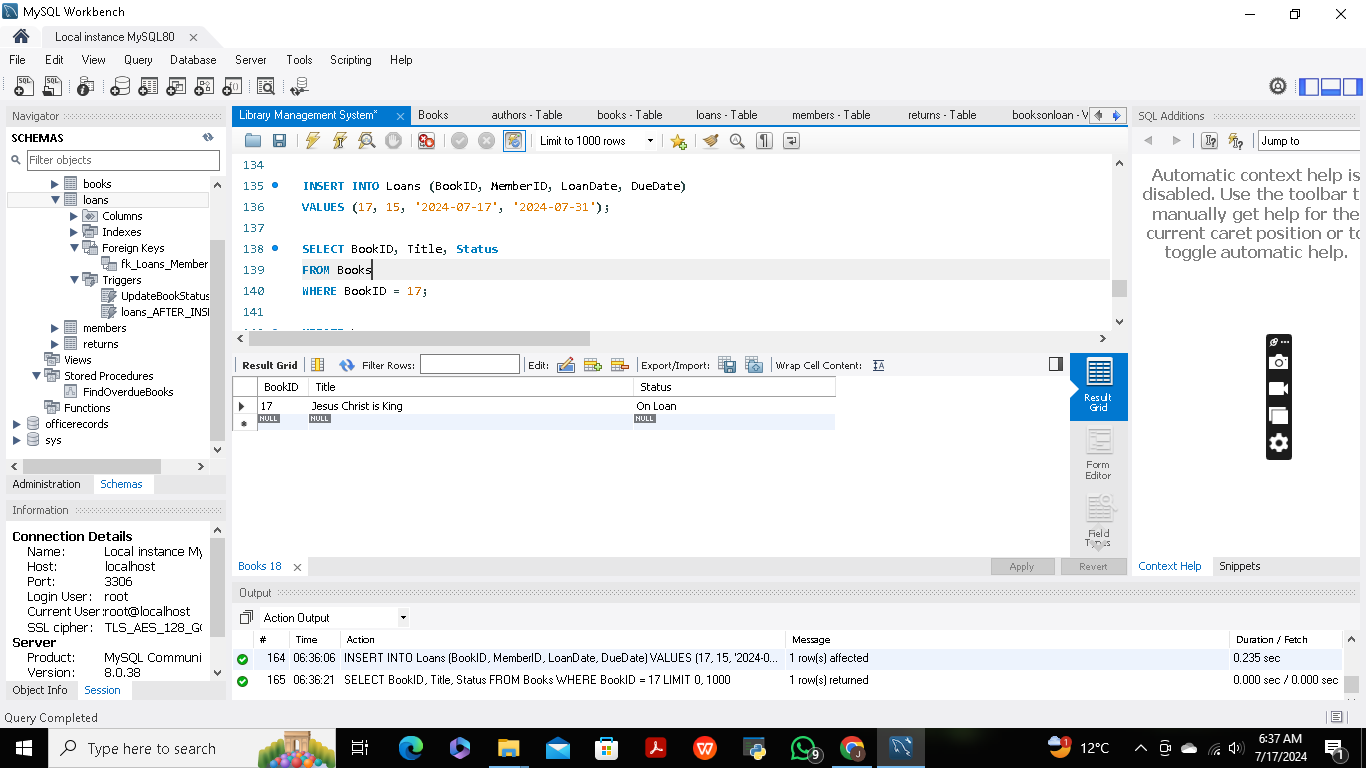 MySQL Workbench
Local instance MySQL80
File Edit View Query Database Server Tools Scripting Help
Navigator
SCHEMAS
Filter objects
books
loans
Columns
Indexes
Foreign Keys
fk_Loans_Member
Triggers
UpdateBookStatus
loans_AFTER_INS
members
returns
Views
Stored Procedures
FindOverdueBooks
Functions
officerecords
sys
Administration Schemas
Information
Connection Details
Name: Local instance My
Host: localhost
Port: 3306
Login User: root
Current User: root@localhost
SSL cipher: TLS_AES_128_GC
Server
Product: MySQL Communi
Version: 8.0.38
Object Info Session
Query Completed
Library Management System* Books authors - Table books - Table loans - Table members - Table returns - Table booksonloan - V
Limit to 1000 rows
134
135 INSERT INTO Loans (BookID, MemberID, LoanDate, DueDate)
136 VALUES (17, 15, '2024-07-17', '2024-07-31');
137
138 SELECT BookID, Title, Status
139 FROM Books
140 WHERE BookID = 17;
141
Result Grid Filter Rows: Edit: Export/Import: Wrap Cell Content:
BookID Title Status
17 Jesus Christ is King On Loan
NULL NULL NULL
Result Grid
Form Editor
Field Types
Books 18 Apply Revert
Output
Action Output
# Time Action Message Duration / Fetch
164 06:36:06 INSERT INTO Loans (BookID, MemberID, LoanDate, DueDate) VALUES (17, 15, '2024-0... 1 row(s) affected 0.235 sec
165 06:36:21 SELECT BookID, Title, Status FROM Books WHERE BookID = 17 LIMIT 0, 1000 1 row(s) returned 0.000 sec / 0.000 sec
SQL Additions
Jump to
Automatic context help is
disabled. Use the toolbar t
manually get help for the
current caret position or to
toggle automatic help.
Context Help Snippets
Type here to search
9
1
12°C
6:37 AM
7/17/2024
1